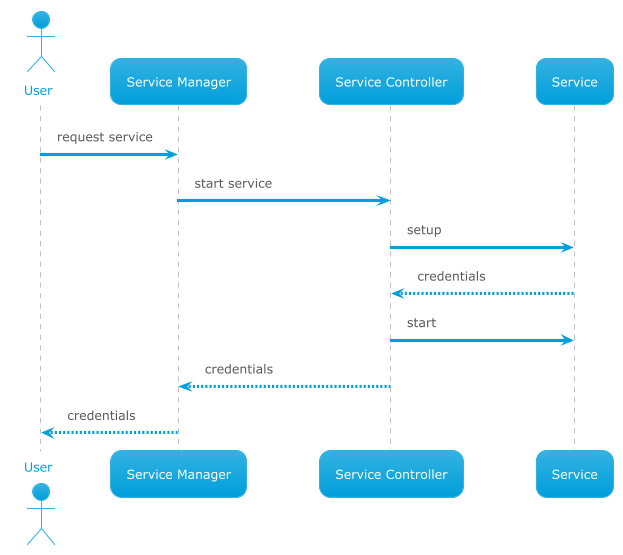 User
Service Manager
Service Controller
Service
request service
start service
setup
credentials
start
credentials
credentials
User
Service Manager
Service Controller
Service